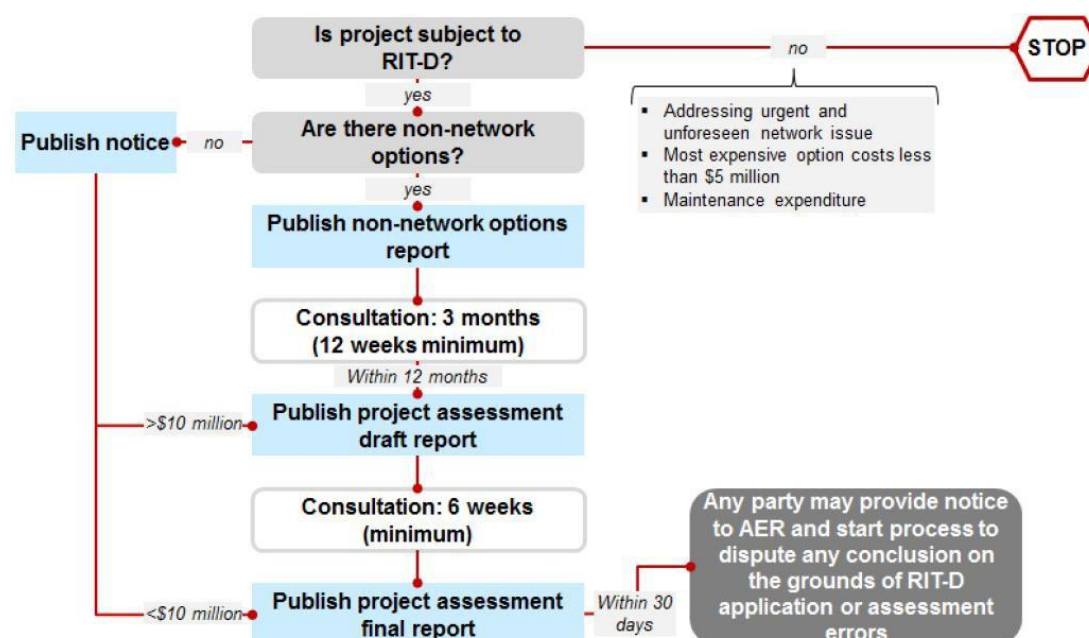 Is project subject to
RIT-D?
no
STOP
yes
▪ Addressing urgent and
unforeseen network issue
▪ Most expensive option costs less
than $5 million
▪ Maintenance expenditure
Publish notice
no
Are there non-network
options?
yes
Publish non-network options
report
Consultation: 3 months
(12 weeks minimum)
Within 12 months
>$10 million
Publish project assessment
draft report
Consultation: 6 weeks
(minimum)
<$10 million
Publish project assessment
final report
Within 30
days
Any party may provide notice
to AER and start process to
dispute any conclusion on
the grounds of RIT-D
application or assessment
errors